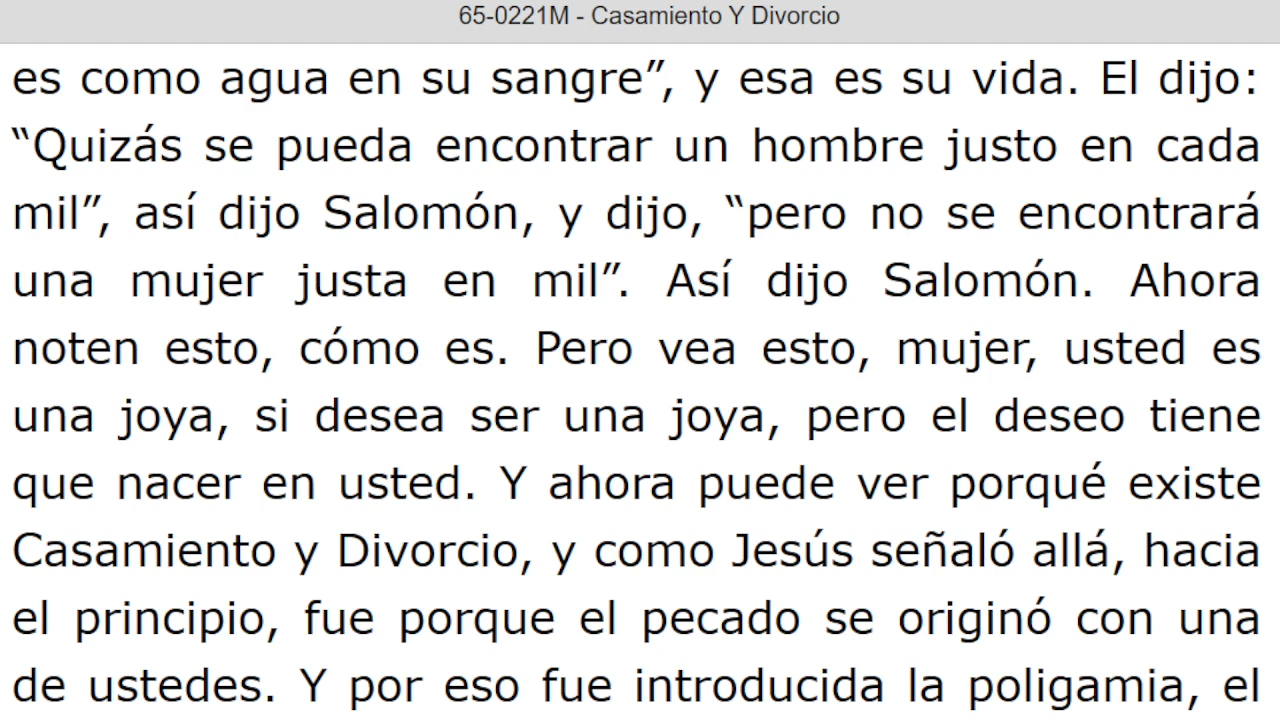 65-0221M - Casamiento Y Divorcio
es como agua en su sangre”, y esa es su vida. El dijo:
“Quizás se pueda encontrar un hombre justo en cada
mil”, así dijo Salomón, y dijo, “pero no se encontrará
una mujer justa en mil”. Así dijo Salomón. Ahora
noten esto, cómo es. Pero vea esto, mujer, usted es
una joya, si desea ser una joya, pero el deseo tiene
que nacer en usted. Y ahora puede ver porqué existe
Casamiento y Divorcio, y como Jesús señaló allá, hacia
el principio, fue porque el pecado se originó con una
de ustedes. Y por eso fue introducida la poligamia, el